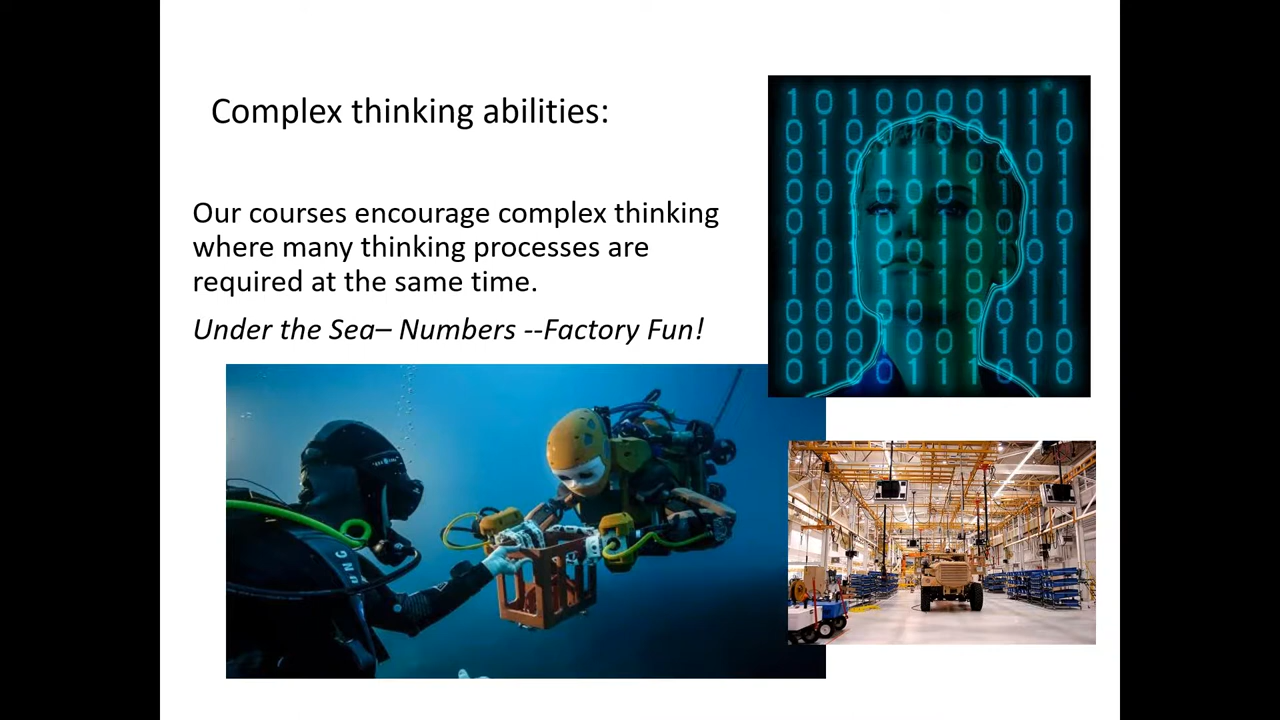 Complex thinking abilities:
Our courses encourage complex thinking
where many thinking processes are
required at the same time.
Under the Sea– Numbers --Factory Fun!